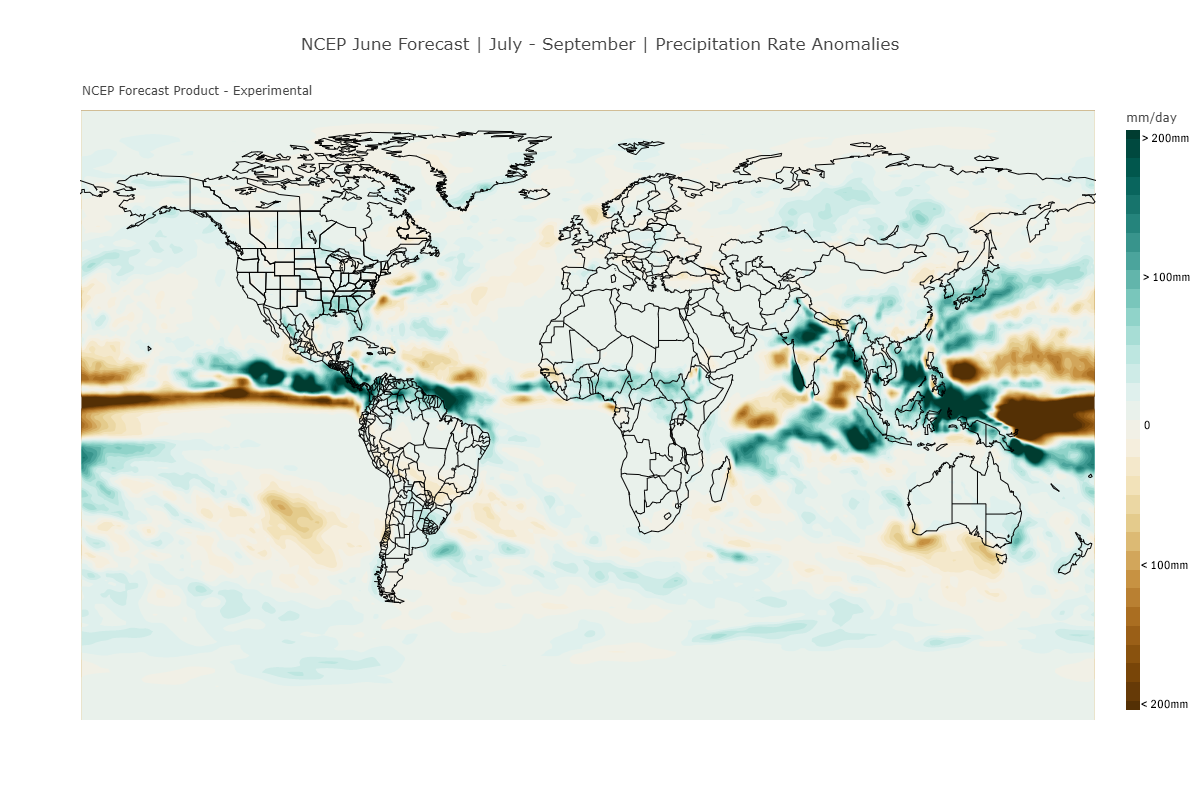 NCEP June Forecast | July - September | Precipitation Rate Anomalies
NCEP Forecast Product - Experimental
mm/day
> 200mm
> 100mm
0
< 100mm
< 200mm